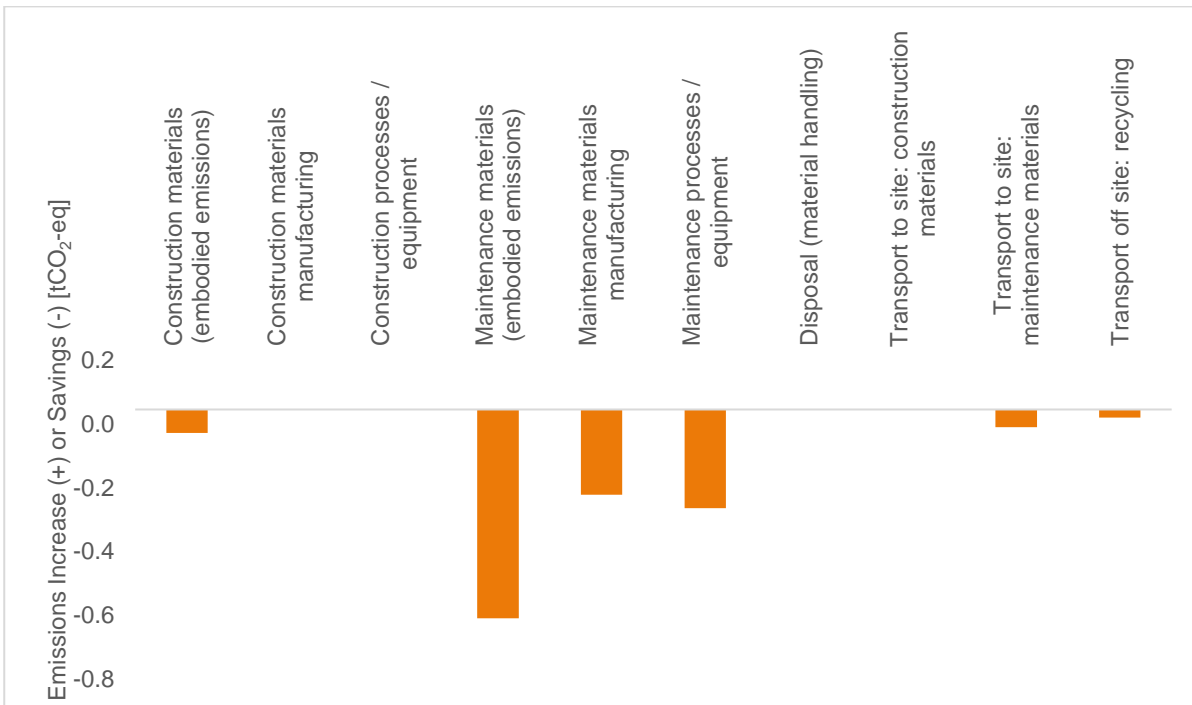 Emissions Increase (+) or Savings (-) [tCO₂-eq]
Construction materials
(embodied emissions)
Construction materials
manufacturing
Construction processes /
equipment
Maintenance materials
(embodied emissions)
Maintenance materials
manufacturing
Maintenance processes /
equipment
Disposal (material handling)
Transport to site: construction
materials
Transport to site:
maintenance materials
Transport off site: recycling
0.2
0.0
-0.2
-0.4
-0.6
-0.8